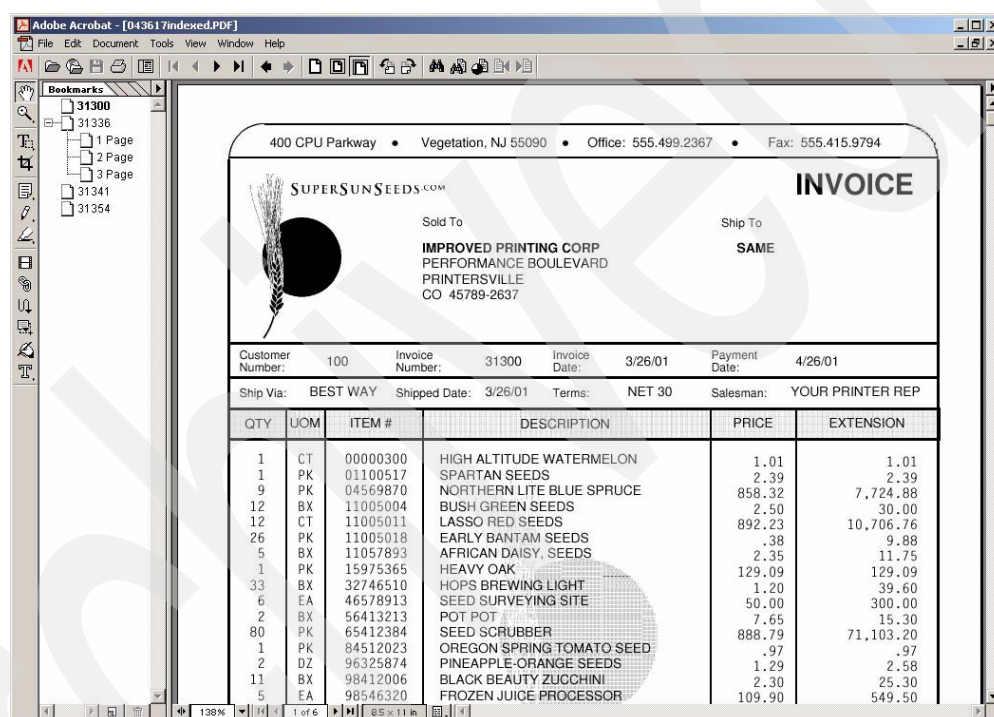 Adobe Acrobat - [043617indexed.PDF]
File Edit Document Tools View Window Help
Bookmarks
31300
31336
1 Page
2 Page
3 Page
31341
31354
400 CPU Parkway • Vegetation, NJ 55090 • Office: 555.499.2367 • Fax: 555.415.9794
SUPERSUNSEEDS.COM INVOICE
Sold To Ship To
IMPROVED PRINTING CORP SAME
PERFORMANCE BOULEVARD
PRINTERSVILLE
CO 45789-2637
Customer Number: 100 Invoice Number: 31300 Invoice Date: 3/26/01 Payment Date: 4/26/01
Ship Via: BEST WAY Shipped Date: 3/26/01 Terms: NET 30 Salesman: YOUR PRINTER REP
QTY UOM ITEM # DESCRIPTION PRICE EXTENSION
1 CT 00000300 HIGH ALTITUDE WATERMELON 1.01 1.01
1 PK 01100517 SPARTAN SEEDS 2.39 2.39
9 PK 04569870 NORTHERN LITE BLUE SPRUCE 858.32 7,724.88
12 BX 11005004 BUSH GREEN SEEDS 2.50 30.00
12 CT 11005011 LASSO RED SEEDS 892.23 10,706.76
26 PK 11005018 EARLY BANTAM SEEDS .38 9.88
5 BX 11057893 AFRICAN DAISY, SEEDS 2.35 11.75
1 PK 15975365 HEAVY OAK 129.09 129.09
33 BX 32746510 HOPS BREWING LIGHT 1.20 39.60
6 EA 46578913 SEED SURVEYING SITE 50.00 300.00
2 BX 56413213 POT POT 7.65 15.30
80 PK 65412384 SEED SCRUBBER 888.79 71,103.20
1 PK 84512023 OREGON SPRING TOMATO SEED .97 .97
2 DZ 96325874 PINEAPPLE-ORANGE SEEDS 1.29 2.58
11 BX 98412006 BLACK BEAUTY ZUCCHINI 2.30 25.30
5 EA 98546320 FROZEN JUICE PROCESSOR 109.90 549.50
138% 1 of 6 8.5 x 11 in